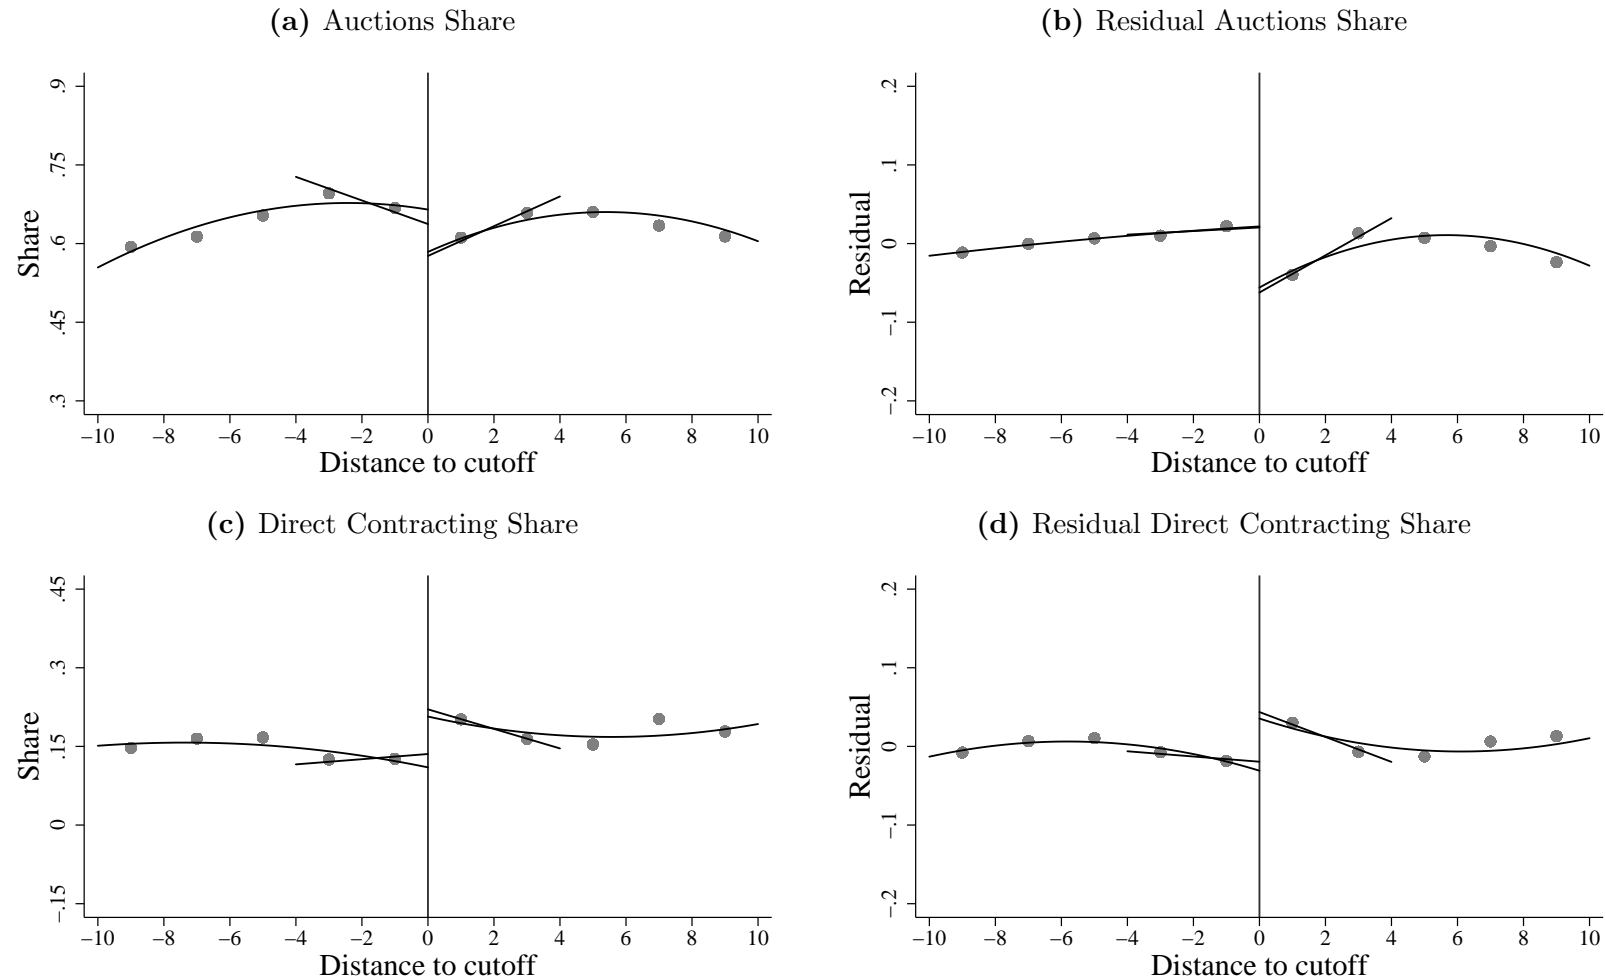 (a) Auctions Share
(b) Residual Auctions Share
Share
.9
.75
.6
.45
.3
−10 −8 −6 −4 −2 0 2 4 6 8 10
Distance to cutoff
Residual
.2
.1
0
−.1
−.2
−10 −8 −6 −4 −2 0 2 4 6 8 10
Distance to cutoff
(c) Direct Contracting Share
(d) Residual Direct Contracting Share
Share
.45
.3
.15
0
−.15
−10 −8 −6 −4 −2 0 2 4 6 8 10
Distance to cutoff
Residual
.2
.1
0
−.1
−.2
−10 −8 −6 −4 −2 0 2 4 6 8 10
Distance to cutoff